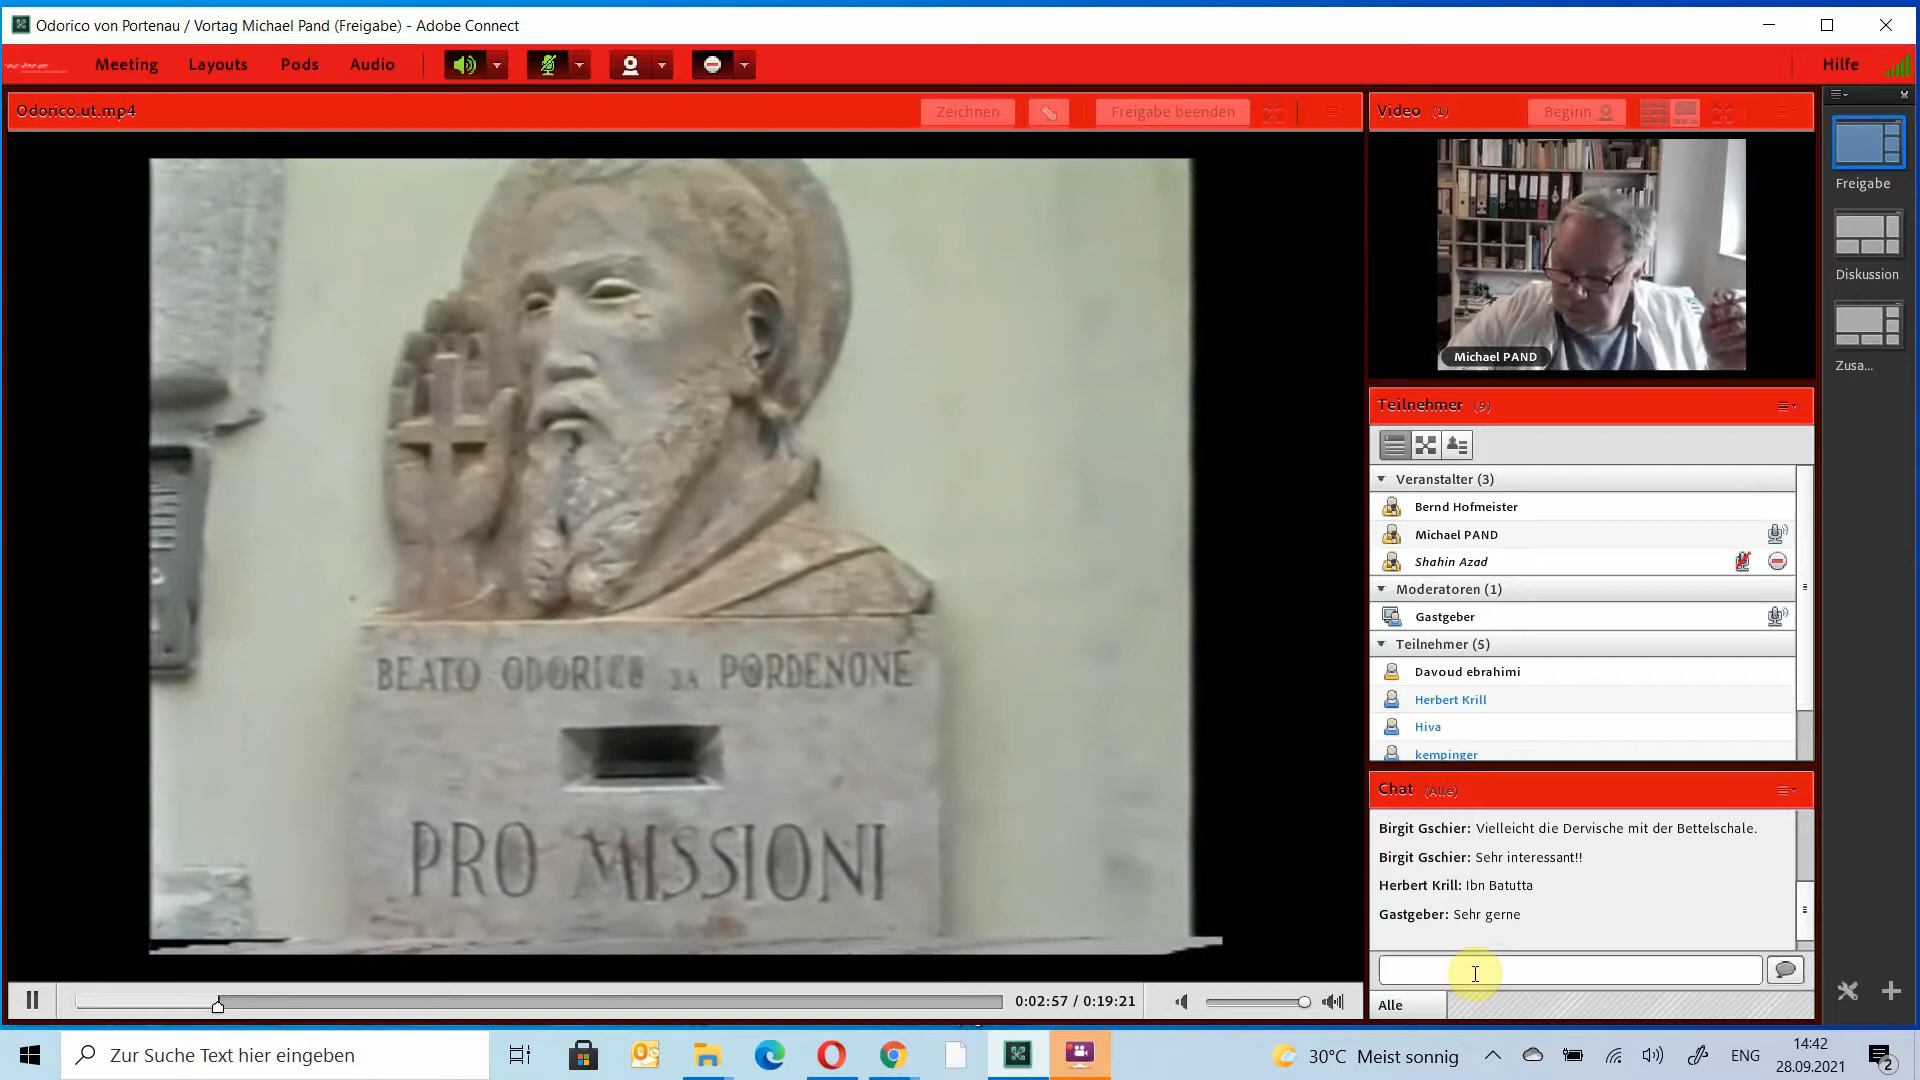 Odorico von Portenau / Vortag Michael Pand (Freigabe) - Adobe Connect
Meeting Layouts Pods Audio Hilfe
Odorico.ut.mp4 Zeichnen Freigabe beenden
BEATO ODORICO DA PORDENONE
PRO MISSIONI
0:02:57 / 0:19:21
Video (1) Beginn
Michael PAND
Teilnehmer (9)
Veranstalter (3)
Bernd Hofmeister
Michael PAND
Shahin Azad
Moderatoren (1)
Gastgeber
Teilnehmer (5)
Davoud ebrahimi
Herbert Krill
Hiva
kempinger
Chat (Alle)
Birgit Gschier: Vielleicht die Dervische mit der Bettelschale.
Birgit Gschier: Sehr interessant!!
Herbert Krill: Ibn Batutta
Gastgeber: Sehr gerne
Alle
Freigabe
Diskussion
Zusa...
Zur Suche Text hier eingeben
30°C Meist sonnig
ENG
14:42
28.09.2021
2